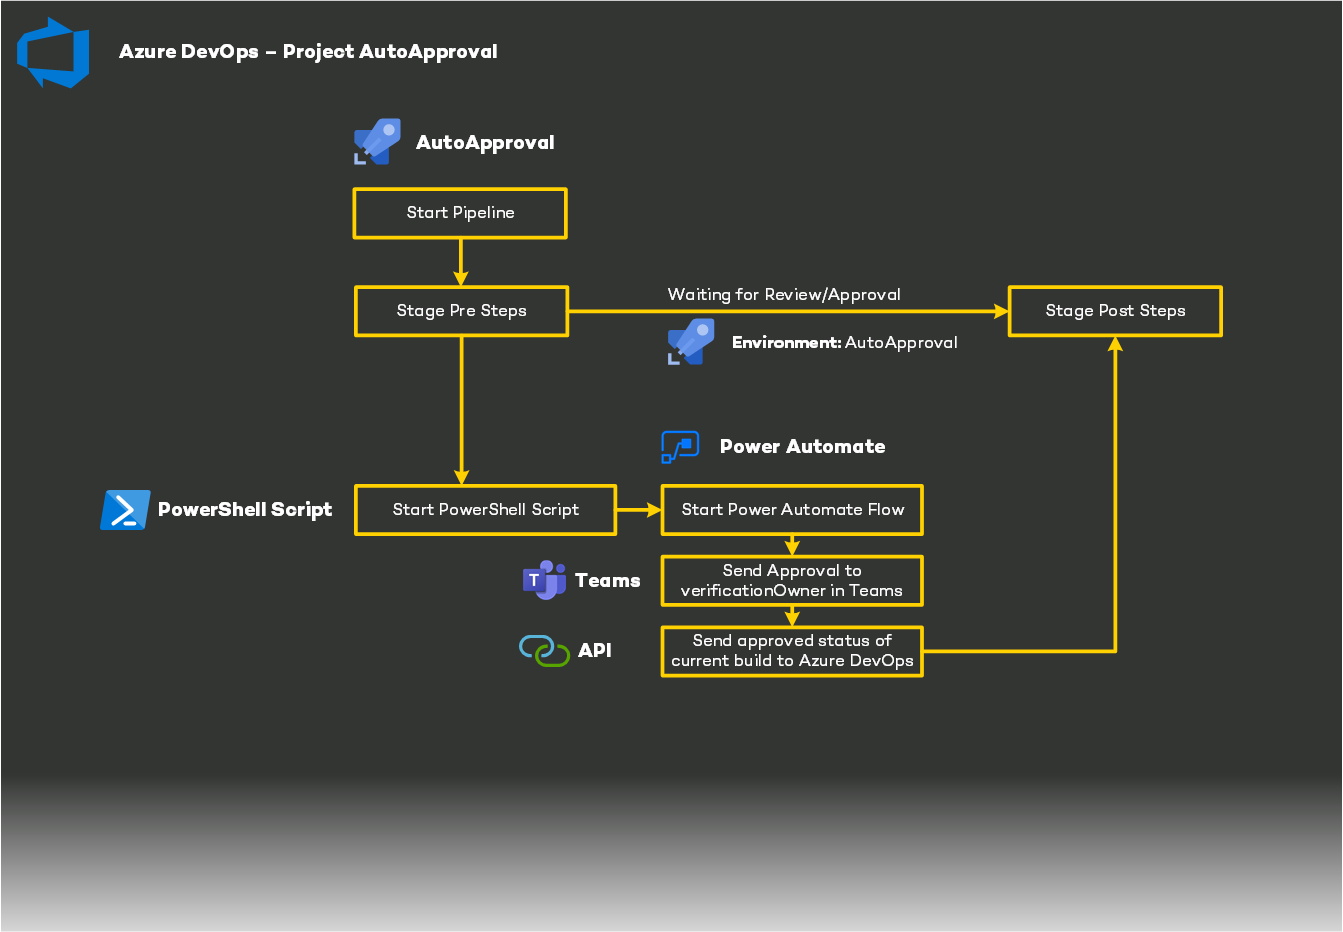 Azure DevOps – Project AutoApproval
AutoApproval
Start Pipeline
Waiting for Review/Approval
Stage Pre Steps
Stage Post Steps
Environment: AutoApproval
Power Automate
PowerShell Script
Start PowerShell Script
Start Power Automate Flow
Teams
T
Send Approval to
verificationOwner in Teams
API
Send approved status of
current build to Azure DevOps